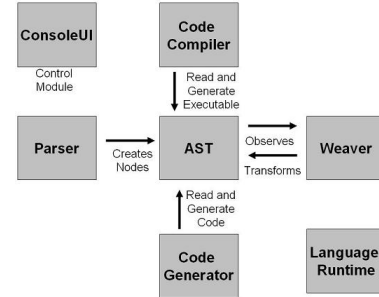 ConsoleUI
Control
Module
Code
Compiler
Read and
Generate
Executable
Parser
Creates
Nodes
AST
Observes
Transforms
Weaver
Read and
Generate
Code
Code
Generator
Language
Runtime